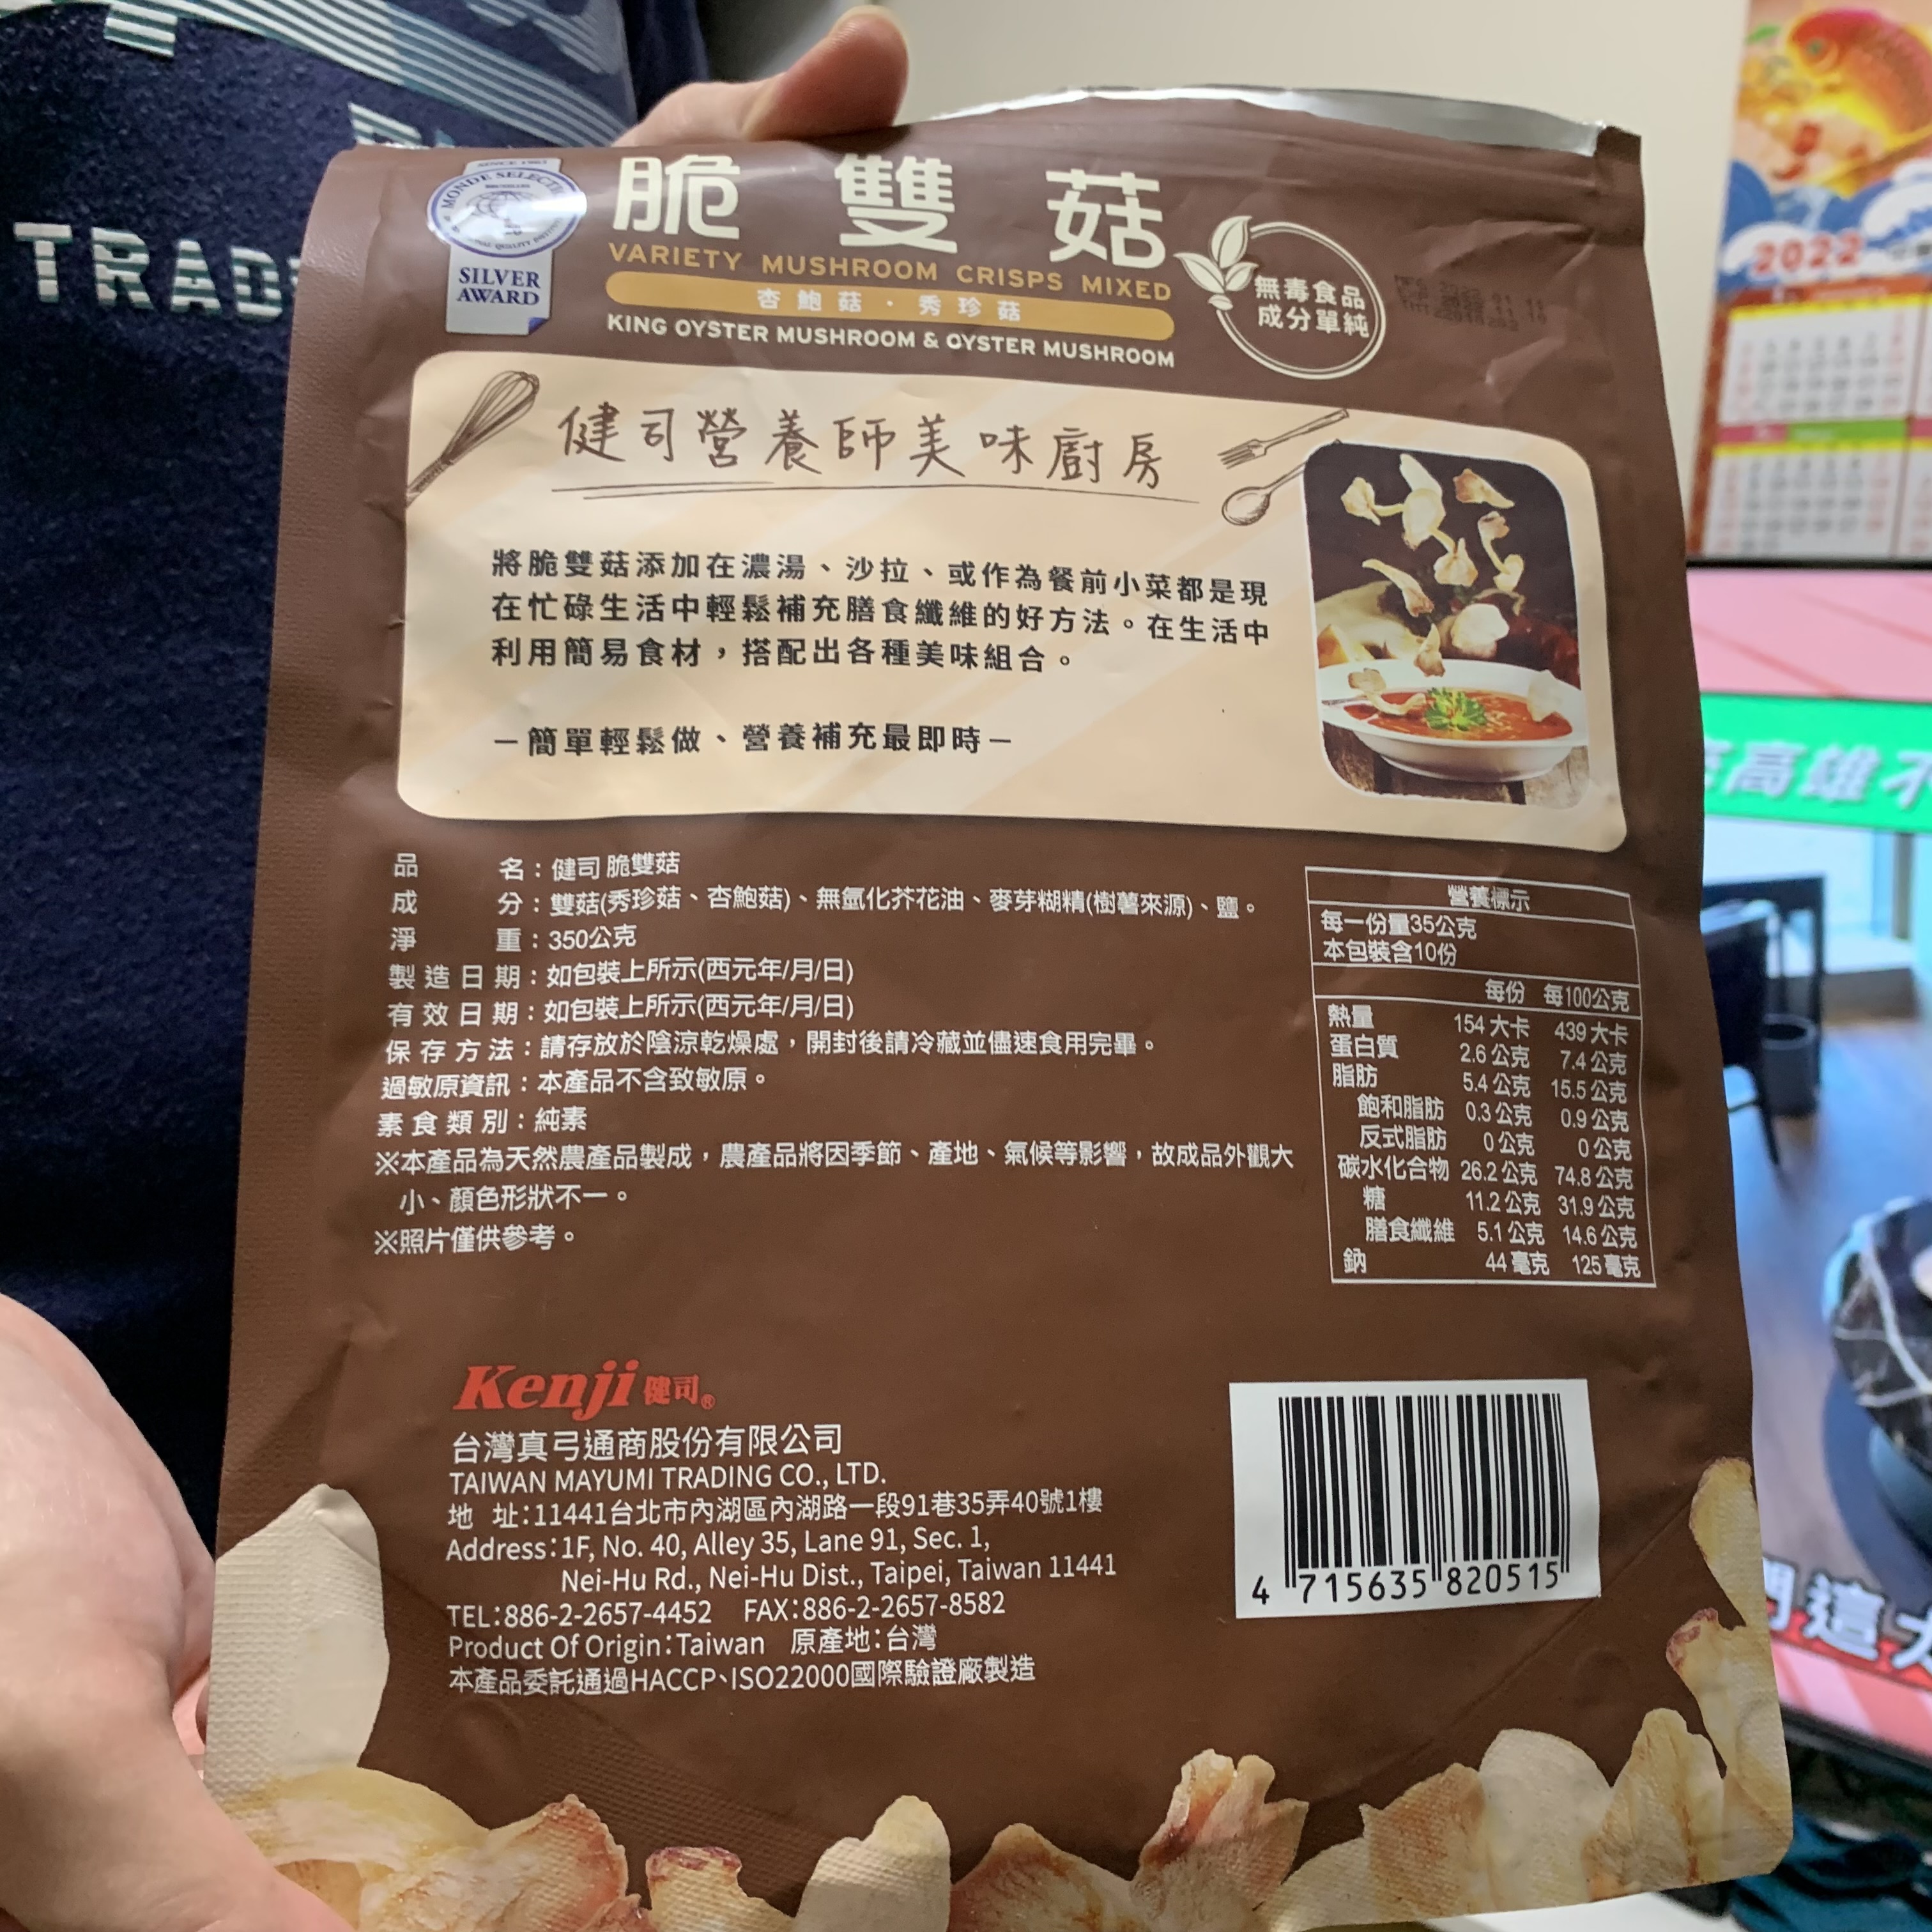 TRAD
SINCE 1961
MONDE SELECTION
SILVER
AWARD
脆雙菇
VARIETY MUSHROOM CRISPS MIXED
杏鮑菇·秀珍菇
KING OYSTER MUSHROOM & OYSTER MUSHROOM
無毒食品
成分單純
健司營養師美味廚房
將脆雙菇添加在濃湯、沙拉、或作為餐前小菜都是現
在忙碌生活中輕鬆補充膳食纖維的好方法。在生活中
利用簡易食材，搭配出各種美味組合。
—簡單輕鬆做、營養補充最即時—
品名：健司 脆雙菇
成分：雙菇(秀珍菇、杏鮑菇)、無氫化芥花油、麥芽糊精(樹薯來源)、鹽。
淨重：350公克
製造日期：如包裝上所示(西元年/月/日)
有效日期：如包裝上所示(西元年/月/日)
保存方法：請存放於陰涼乾燥處，開封後請冷藏並儘速食用完畢。
過敏原資訊：本產品不含致敏原。
素食類別：純素
※本產品為天然農產品製成，農產品將因季節、產地、氣候等影響，故成品外觀大
小、顏色形狀不一。
※照片僅供參考。
營養標示
每一份量35公克
本包裝含10份
每份 每100公克
熱量 154 大卡 439 大卡
蛋白質 2.6 公克 7.4 公克
脂肪 5.4 公克 15.5 公克
飽和脂肪 0.3 公克 0.9 公克
反式脂肪 0 公克 0 公克
碳水化合物 26.2 公克 74.8 公克
糖 11.2 公克 31.9 公克
膳食纖維 5.1 公克 14.6 公克
鈉 44 毫克 125 毫克
Kenji 健司®
台灣真弓通商股份有限公司
TAIWAN MAYUMI TRADING CO., LTD.
地 址:11441台北市內湖區內湖路一段91巷35弄40號1樓
Address:1F, No. 40, Alley 35, Lane 91, Sec. 1,
Nei-Hu Rd., Nei-Hu Dist., Taipei, Taiwan 11441
TEL:886-2-2657-4452 FAX:886-2-2657-8582
Product Of Origin:Taiwan 原產地:台灣
本產品委託通過HACCP、ISO22000國際驗證廠製造
4 715635 820515
2022
高雄不
這